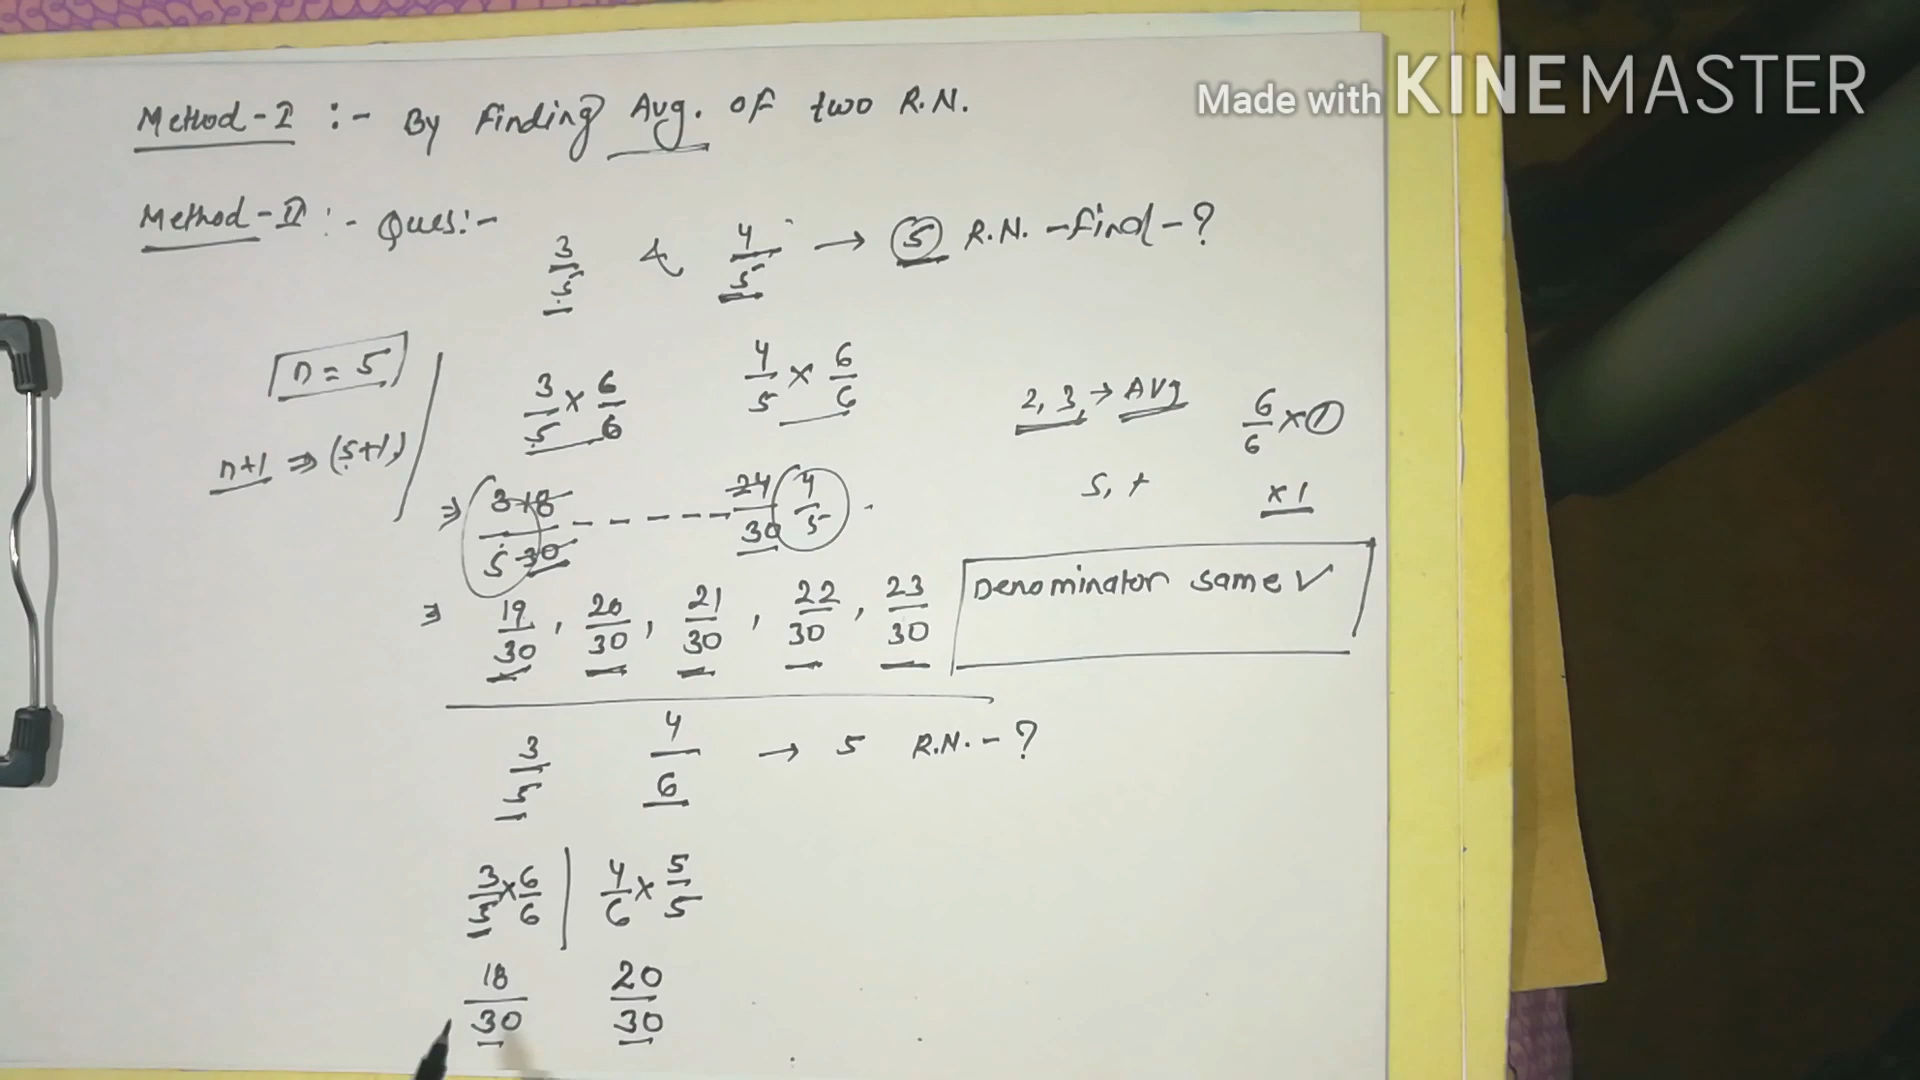 Made with KINEMASTER
Method-I :- By finding Avg. of two R.N.
Method-II :- Ques:-
3/5 & 4/5 → 5 R.N. - find - ?
n = 5
3/5 × 6/6 4/5 × 6/6
2, 3, → AVg 6/6 × 1
n+1 ⇒ (5+1)
⇒ 3/5 18/30 - - - - - - 24/30 4/5
× 1
Denominator same ✓
⇒ 19/30, 20/30, 21/30, 22/30, 23/30
3/5 4/6 → 5 R.N. - ?
3/5 × 6/6 | 4/6 × 5/5
18/30 20/30